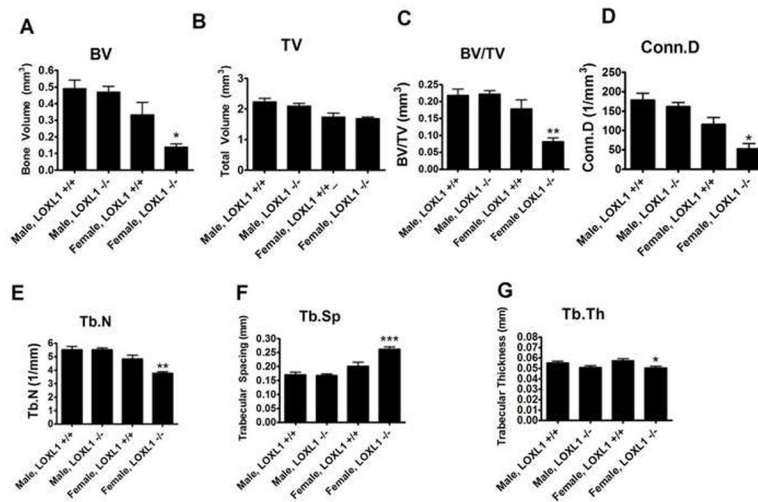 A
BV
Bone Volume (mm³)
0.6
0.5
0.4
0.3
0.2
0.1
0.0
*
Male, LOXL1 +/+
Male, LOXL1 -/-
Female, LOXL1 +/+
Female, LOXL1 -/-
B
TV
Total Volume (mm³)
3
2
1
0
Male, LOXL1 +/+
Male, LOXL1 -/-
Female, LOXL1 +/+_
Female, LOXL1 -/-
C
BV/TV
BV/TV (mm³)
0.20
0.15
0.10
0.05
0.00
**
Male, LOXL1 +/+
Male, LOXL1 -/-
Female, LOXL1 +/+
Female LOXL1 -/-
D
Conn.D
Conn.D (1/mm³)
250
200
150
100
50
0
*
Male, LOXL1 +/+
Male, LOXL1 -/-
Female, LOXL1 +/+
Female, LOXL1 -/-
E
Tb.N
Tb.N (1/mm)
6
5
4
3
2
1
0
**
Male, LOXL1 +/+
Male, LOXL1 -/-
Female, LOXL1 +/+
Female, LOXL1 -/-
F
Tb.Sp
Trabecular Spacing (mm)
0.30
0.25
0.20
0.15
0.10
0.05
0.00
***
Male, LOXL1 +/+
Male, LOXL1 -/-
Female, LOXL1 +/+
Female, LOXL1 -/-
G
Tb.Th
Trabecular Thickness (mm)
0.08
0.07
0.06
0.05
0.04
0.03
0.02
0.01
0.00
*
Male, LOXL1 +/+
Male, LOXL1 -/-
Female, LOXL1 +/+
Female, LOXL1 -/-